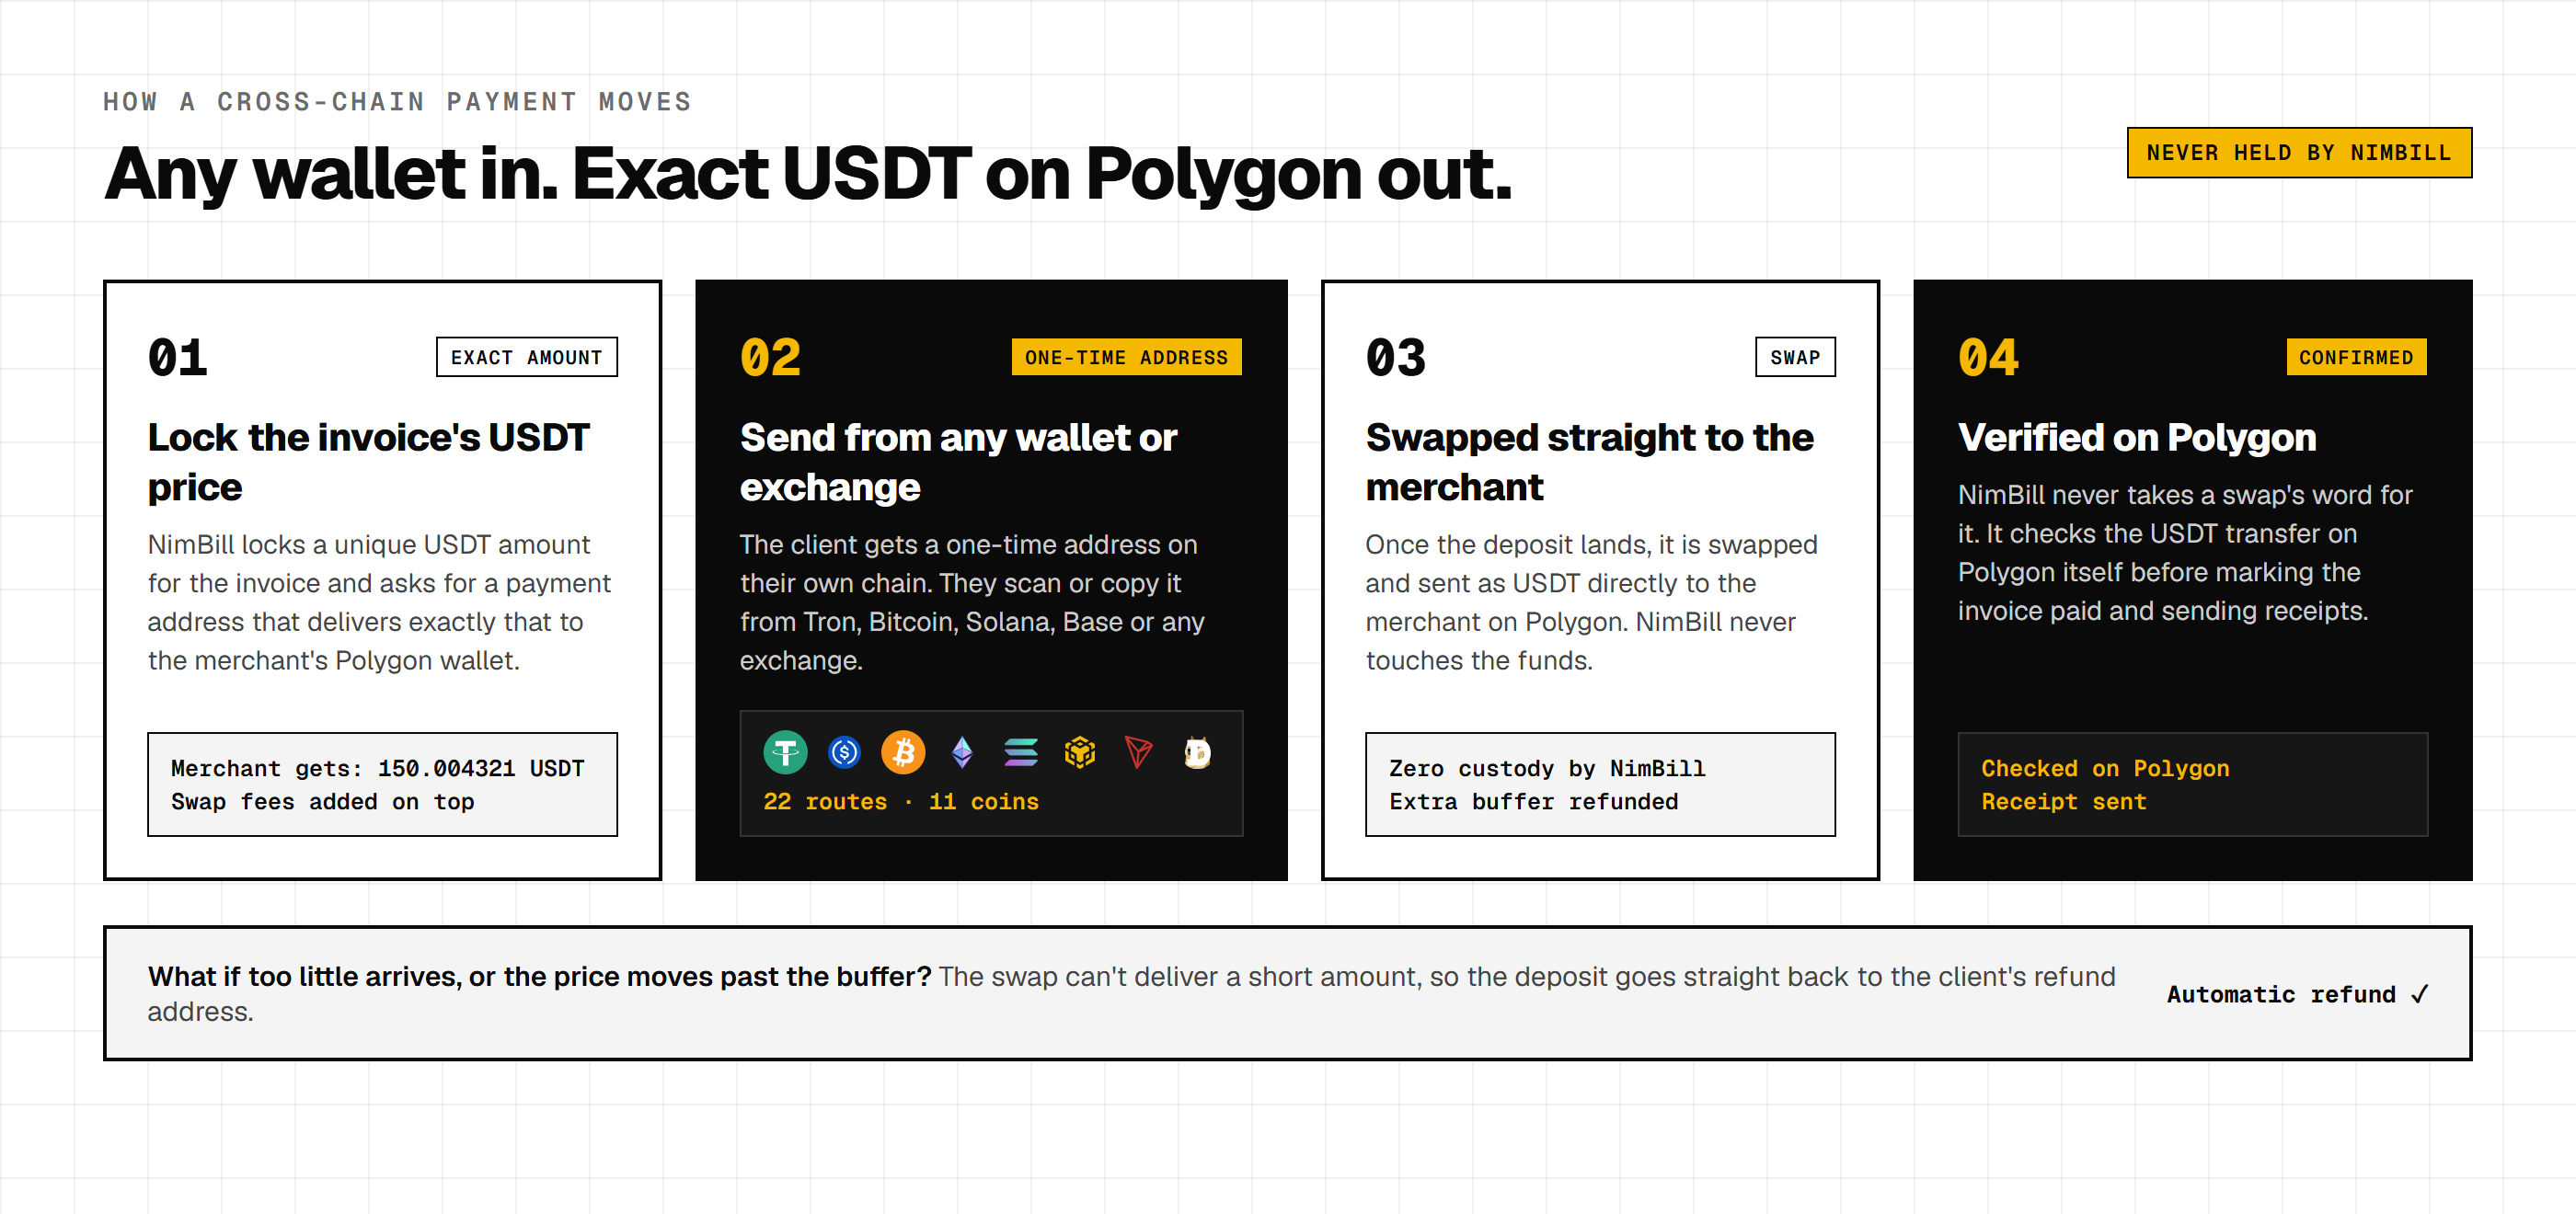 HOW A CROSS-CHAIN PAYMENT MOVES
Any wallet in. Exact USDT on Polygon out.
NEVER HELD BY NIMBILL
01
EXACT AMOUNT
Lock the invoice's USDT
price
NimBill locks a unique USDT amount
for the invoice and asks for a payment
address that delivers exactly that to
the merchant's Polygon wallet.
Merchant gets: 150.004321 USDT
Swap fees added on top
02
ONE-TIME ADDRESS
Send from any wallet or
exchange
The client gets a one-time address on
their own chain. They scan or copy it
from Tron, Bitcoin, Solana, Base or any
exchange.
22 routes · 11 coins
03
SWAP
Swapped straight to the
merchant
Once the deposit lands, it is swapped
and sent as USDT directly to the
merchant on Polygon. NimBill never
touches the funds.
Zero custody by NimBill
Extra buffer refunded
04
CONFIRMED
Verified on Polygon
NimBill never takes a swap's word for
it. It checks the USDT transfer on
Polygon itself before marking the
invoice paid and sending receipts.
Checked on Polygon
Receipt sent
What if too little arrives, or the price moves past the buffer? The swap can't deliver a short amount, so the deposit goes straight back to the client's refund
address.
Automatic refund ✓